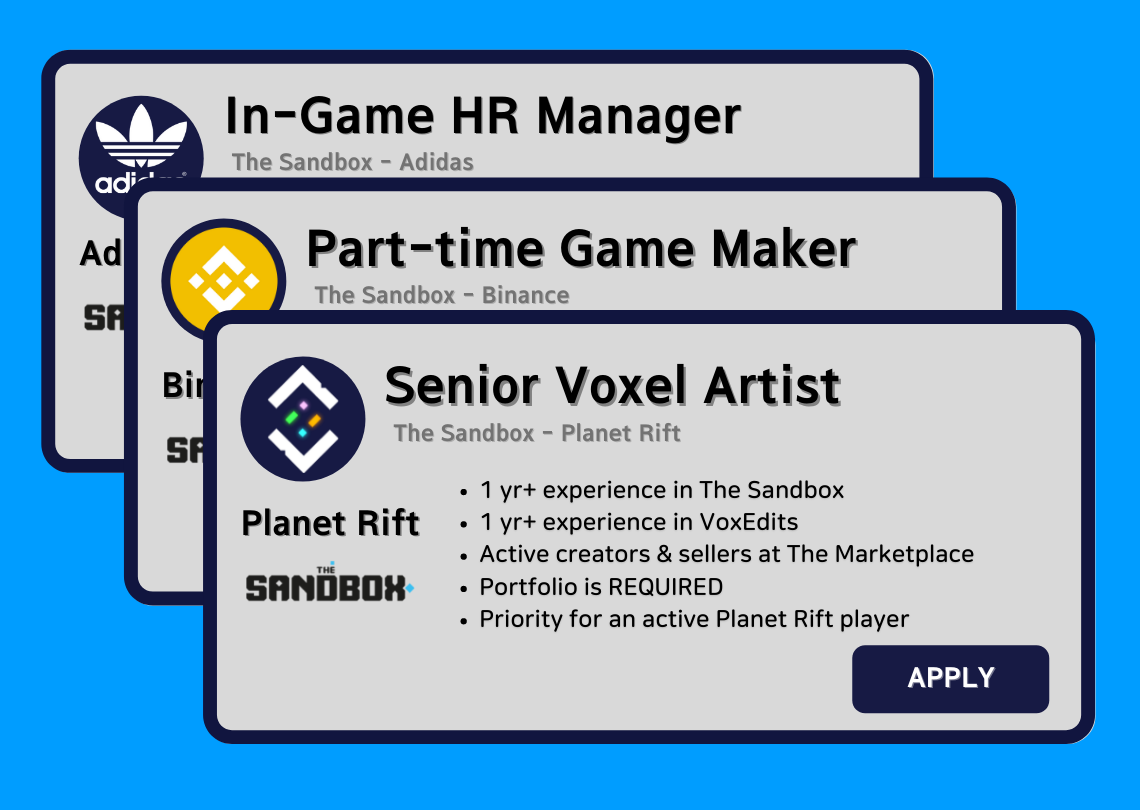 In-Game HR Manager
The Sandbox - Adidas
Part-time Game Maker
The Sandbox - Binance
Senior Voxel Artist
The Sandbox - Planet Rift
Planet Rift
THE
SANDBOX
• 1 yr+ experience in The Sandbox
• 1 yr+ experience in VoxEdits
• Active creators & sellers at The Marketplace
• Portfolio is REQUIRED
• Priority for an active Planet Rift player
APPLY